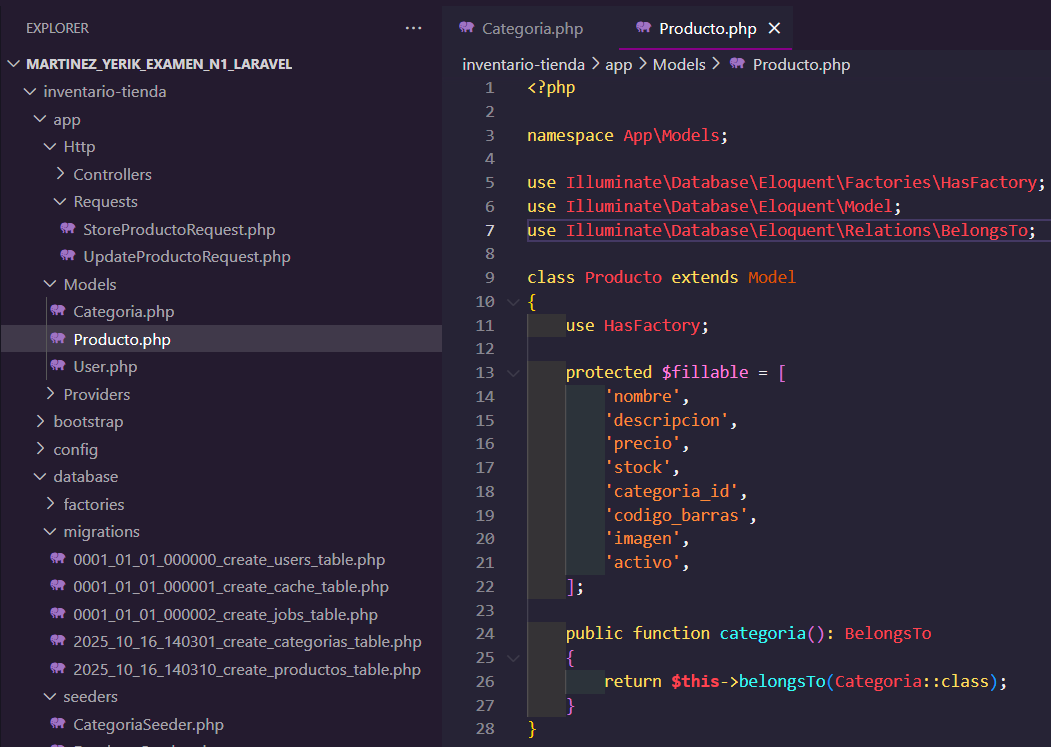 EXPLORER
...
MARTINEZ_YERIK_EXAMEN_N1_LARAVEL
inventario-tienda
app
Http
Controllers
Requests
StoreProductoRequest.php
UpdateProductoRequest.php
Models
Categoria.php
Producto.php
User.php
Providers
bootstrap
config
database
factories
migrations
0001_01_01_000000_create_users_table.php
0001_01_01_000001_create_cache_table.php
0001_01_01_000002_create_jobs_table.php
2025_10_16_140301_create_categorias_table.php
2025_10_16_140310_create_productos_table.php
seeders
CategoriaSeeder.php
Categoria.php Producto.php
inventario-tienda > app > Models > Producto.php
1 <?php
2
3 namespace App\Models;
4
5 use Illuminate\Database\Eloquent\Factories\HasFactory;
6 use Illuminate\Database\Eloquent\Model;
7 use Illuminate\Database\Eloquent\Relations\BelongsTo;
8
9 class Producto extends Model
10 {
11     use HasFactory;
12
13     protected $fillable = [
14         'nombre',
15         'descripcion',
16         'precio',
17         'stock',
18         'categoria_id',
19         'codigo_barras',
20         'imagen',
21         'activo',
22     ];
23
24     public function categoria(): BelongsTo
25     {
26         return $this->belongsTo(Categoria::class);
27     }
28 }